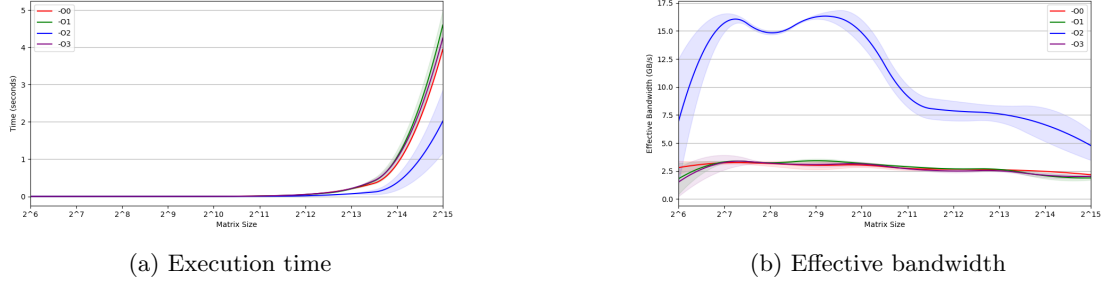 5
4
3
2
1
0
Time (seconds)
-O0
-O1
-O2
-O3
2^6 2^7 2^8 2^9 2^10 2^11 2^12 2^13 2^14 2^15
Matrix Size
(a) Execution time
17.5
15.0
12.5
10.0
7.5
5.0
2.5
0.0
Effective Bandwidth (GB/s)
-O0
-O1
-O2
-O3
2^6 2^7 2^8 2^9 2^10 2^11 2^12 2^13 2^14 2^15
Matrix Size
(b) Effective bandwidth